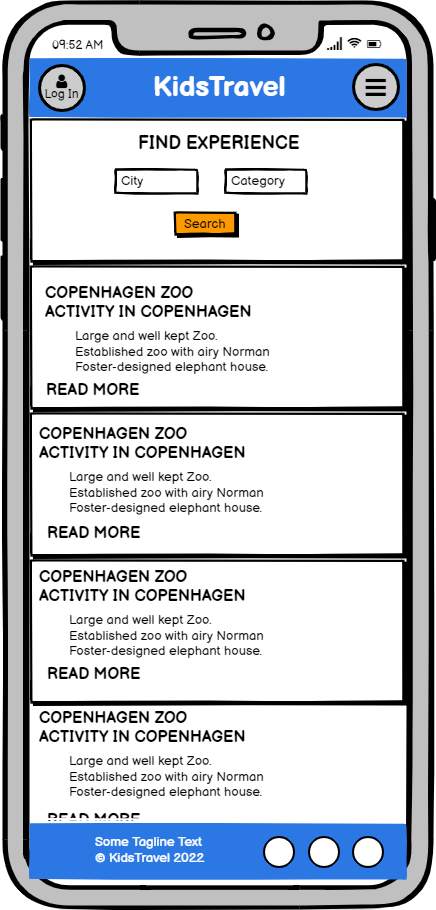 09:52 AM
Log In
KidsTravel
FIND EXPERIENCE
City
Category
Search
COPENHAGEN ZOO
ACTIVITY IN COPENHAGEN
Large and well kept Zoo.
Established zoo with airy Norman
Foster-designed elephant house.
READ MORE
COPENHAGEN ZOO
ACTIVITY IN COPENHAGEN
Large and well kept Zoo.
Established zoo with airy Norman
Foster-designed elephant house.
READ MORE
COPENHAGEN ZOO
ACTIVITY IN COPENHAGEN
Large and well kept Zoo.
Established zoo with airy Norman
Foster-designed elephant house.
READ MORE
COPENHAGEN ZOO
ACTIVITY IN COPENHAGEN
Large and well kept Zoo.
Established zoo with airy Norman
Foster-designed elephant house.
READ MORE
Some Tagline Text
© KidsTravel 2022